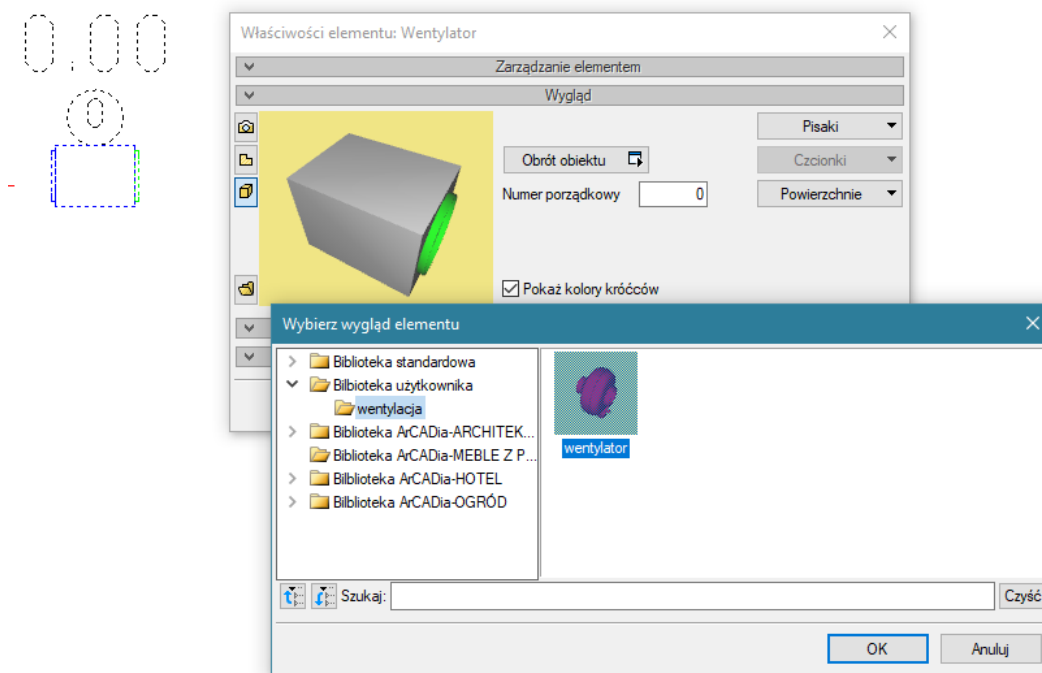 0.00
0
Właściwości elementu: Wentylator
Zarządzanie elementem
Wygląd
Pisaki
Obrót obiektu
Czcionki
Numer porządkowy 0
Powierzchnie
Pokaż kolory króćców
Wybierz wygląd elementu
Biblioteka standardowa
Bilbioteka użytkownika
wentylacja
Biblioteka ArCADia-ARCHITEK...
Biblioteka ArCADia-MEBLE Z P...
Bilblioteka ArCADia-HOTEL
Bilblioteka ArCADia-OGRÓD
wentylator
Szukaj:
Czyść
OK
Anuluj